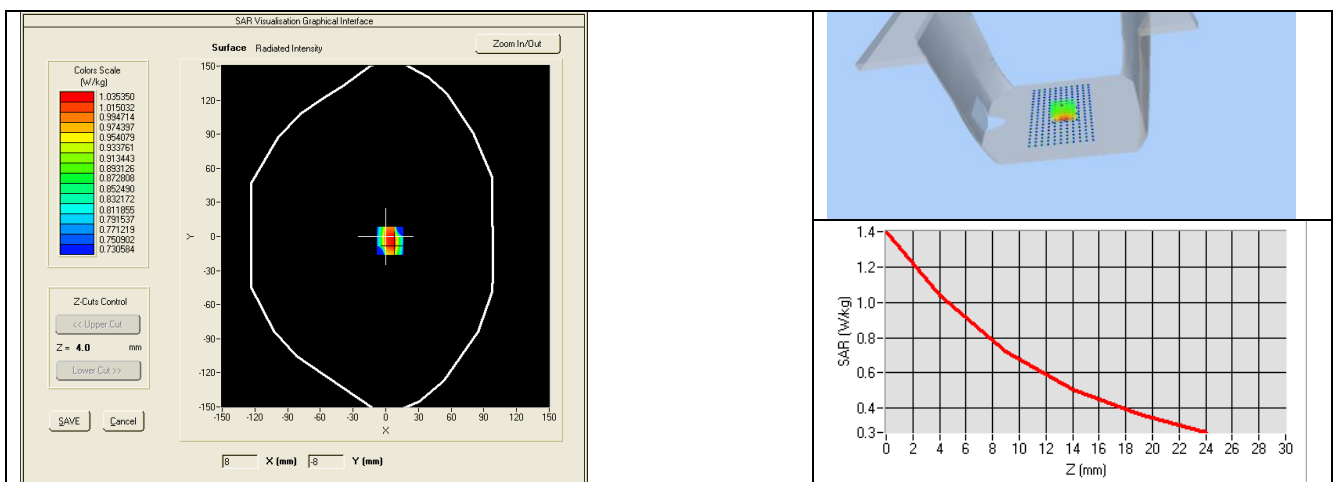 SAR Visualisation Graphical Interface
Surface Radiated Intensity
Zoom In/Out
Colors Scale
(W/kg)
1.035350
1.015032
0.994714
0.974397
0.954079
0.933761
0.913443
0.893126
0.872808
0.852490
0.832172
0.811855
0.791537
0.771219
0.750902
0.730584
Z-Cuts Control
<< Upper Cut
Z = 4.0 mm
Lower Cut >>
SAVE Cancel
150
120
90
60
30
0
-30
-60
-90
-120
-150
Y
-150 -120 -90 -60 -30 0 30 60 90 120 150
X
8 X (mm) -8 Y (mm)
1.4
1.2
1.0
0.8
0.6
0.4
0.3
SAR (W/kg)
0 2 4 6 8 10 12 14 16 18 20 22 24 26 28 30
Z (mm)